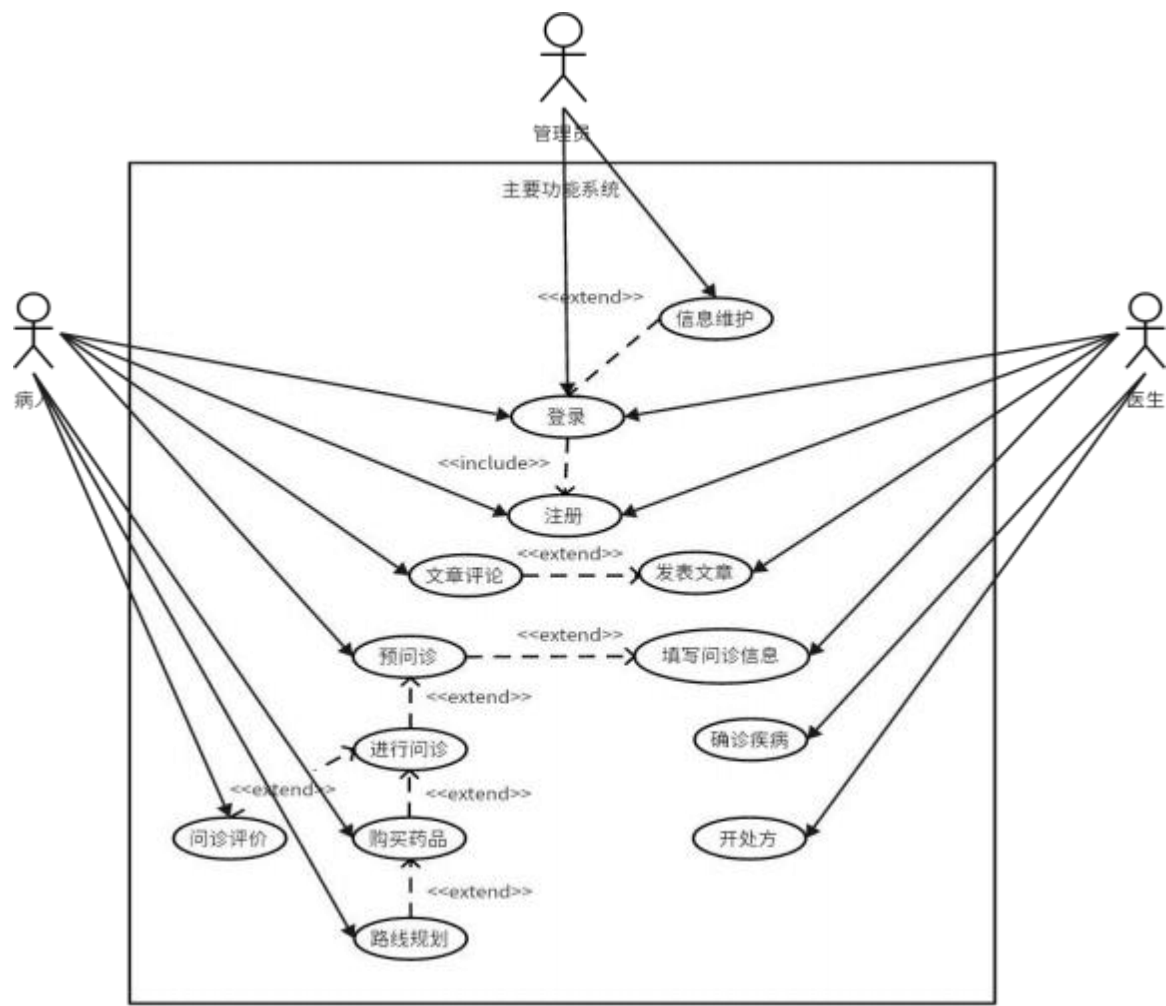 管理员
主要功能系统
<<extend>>
信息维护
病人
医生
登录
<<include>>
注册
<<extend>>
文章评论
发表文章
<<extend>>
预问诊
填写问诊信息
<<extend>>
进行问诊
确诊疾病
<<extend>>
<<extend>>
问诊评价
购买药品
开处方
<<extend>>
路线规划